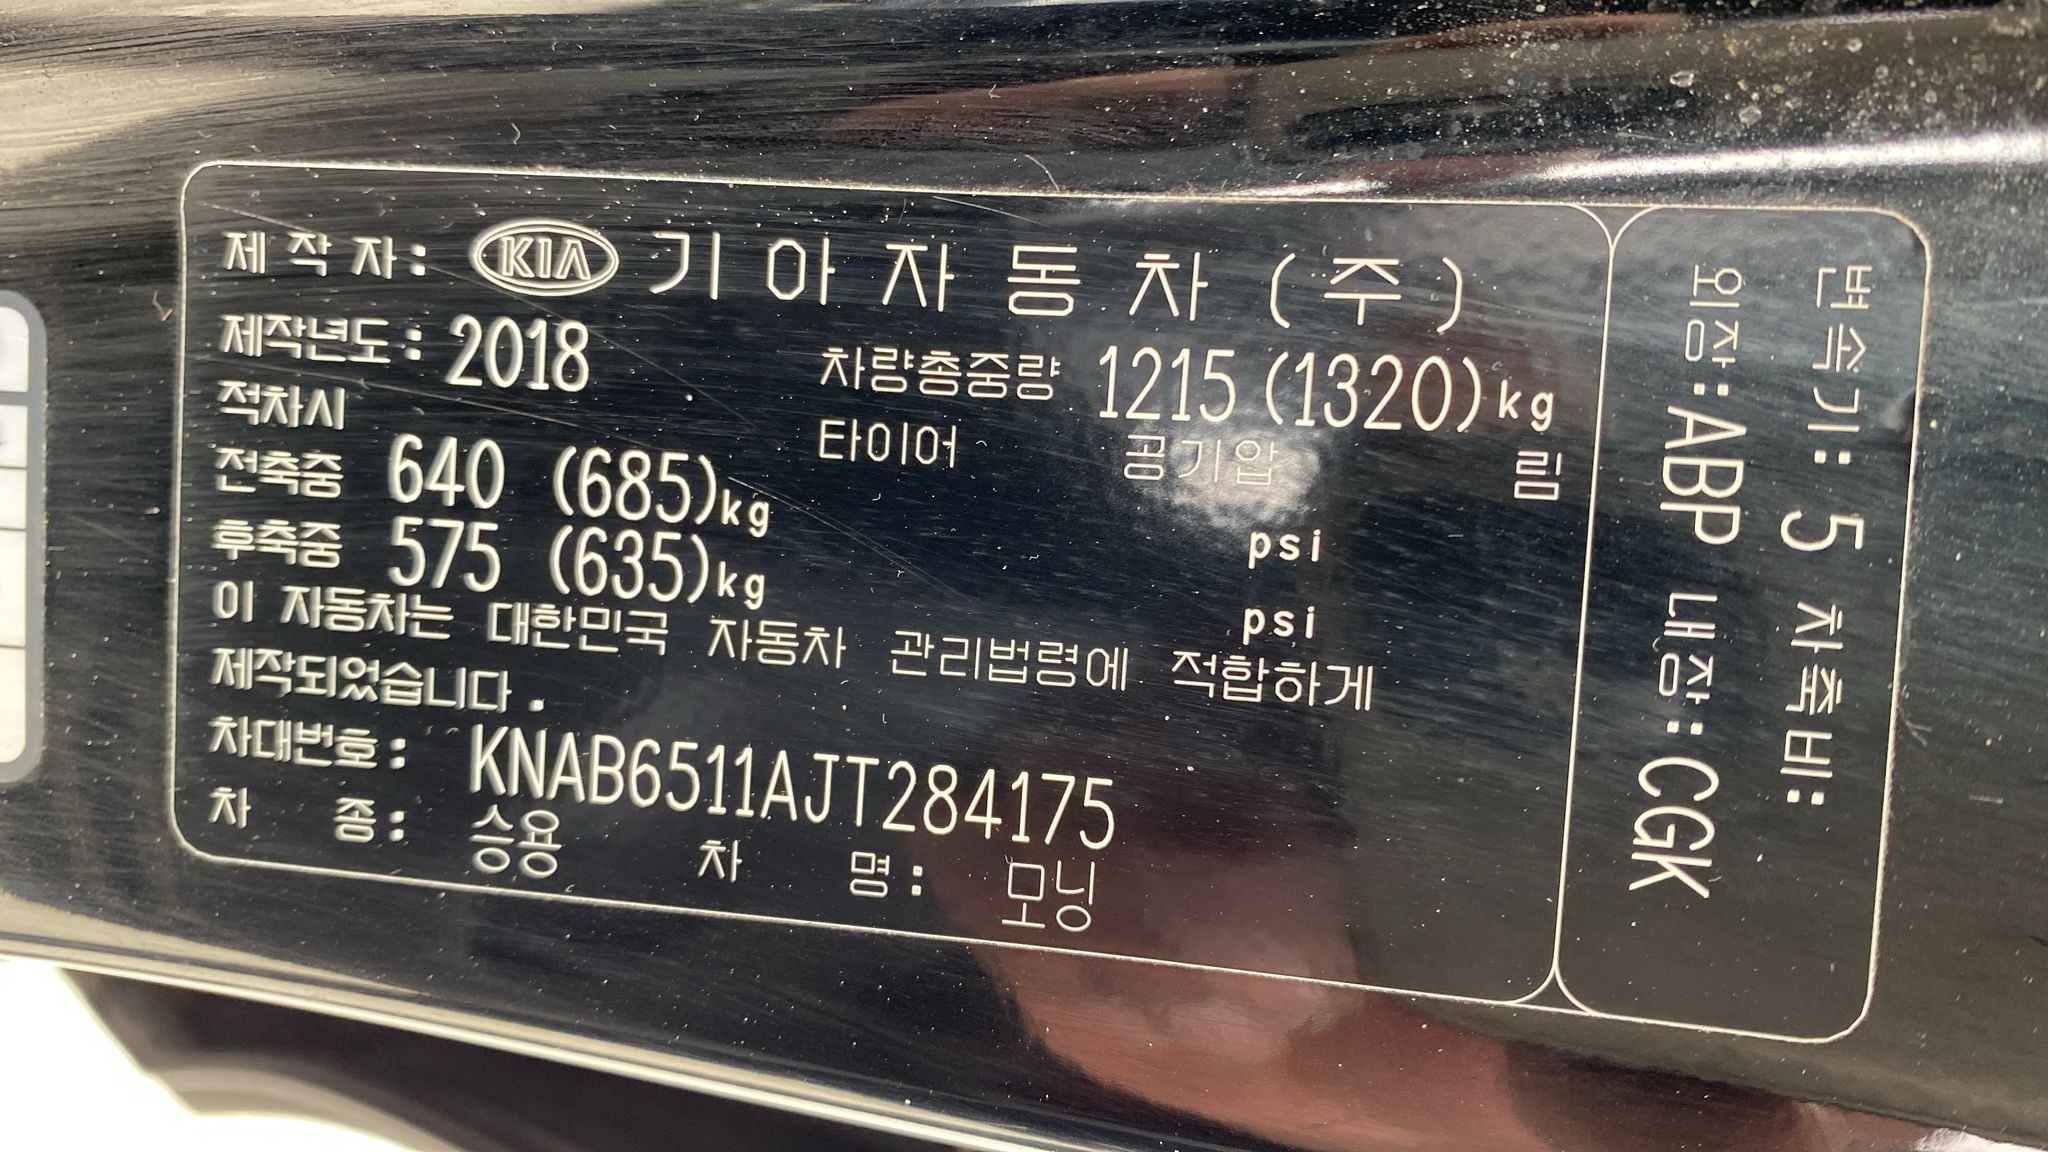 제 작 자: KIA 기 아 자 동 차 (주)
제작년도: 2018
차량총중량 1215 (1320)kg
적차시
타이어 공기압 림
전축중 640 (685)kg
psi
후축중 575 (635)kg
psi
이 자동차는 대한민국 자동차 관리법령에 적합하게
제작되었습니다.
차대번호: KNAB6511AJT284175
차 종: 승용 차 명: 모닝
변속기: 5 차축비:
외장:ABP 내장:CGK